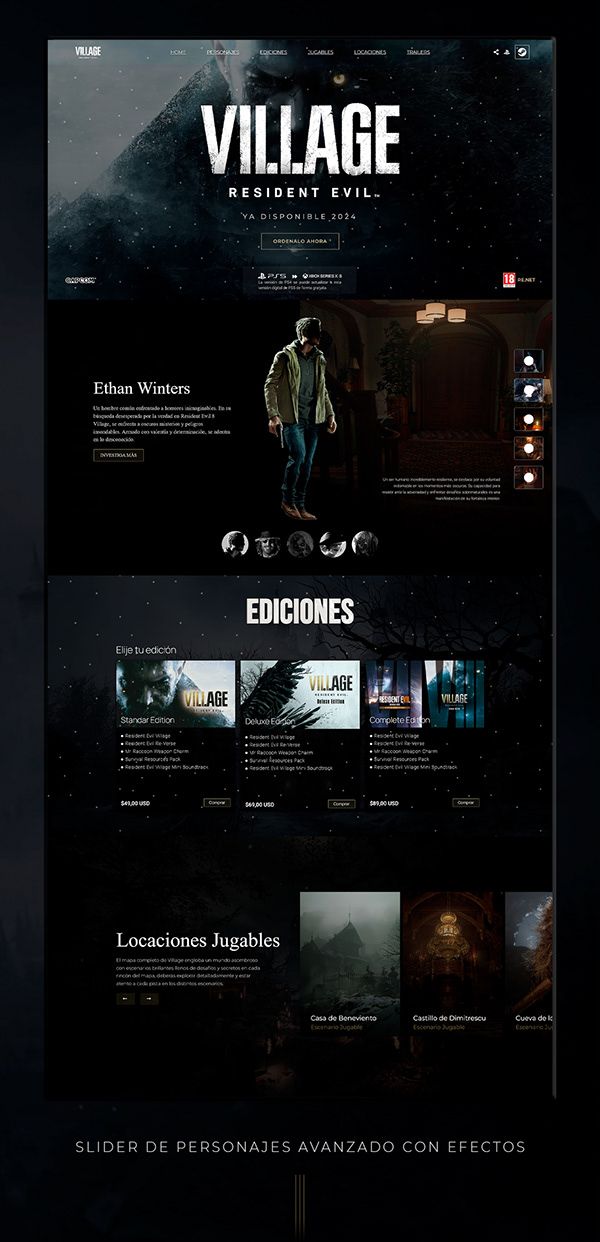 VILLAGE
HOME PERSONAJES EDICIONES JUGABLES LOCACIONES TRAILERS
VILLAGE
RESIDENT EVIL™
YA DISPONIBLE 2024
ORDENALO AHORA
CAPCOM
PS5 XBOX SERIES X|S
La versión de PS4 se puede actualizar a esta
versión digital de PS5 de forma gratuita.
18 RE.NET
Ethan Winters
Un hombre común enfrentado a horrores inimaginables. En su
búsqueda desesperada por la verdad en Resident Evil 8
Village, se enfrenta a oscuros misterios y peligros
insondables. Armado con valentía y determinación, se adentra
en lo desconocido.
INVESTIGA MÁS
Un ser humano increíblemente resiliente, se destaca por su voluntad
indomable en los momentos más oscuros. Su capacidad para
resistir ante la adversidad y enfrentar desafíos sobrenaturales es una
manifestación de su fortaleza interior.
EDICIONES
Elije tu edición
VILLAGE
Standar Edition
Resident Evil Village
Resident Evil Re:Verse
Mr Raccoon Weapon Charm
Survival Resources Pack
Resident Evil Village Mini Soundtrack
$49,00 USD
Comprar
VILLAGE
RESIDENT EVIL
Deluxe Edition
Deluxe Edition
Resident Evil Village
Resident Evil Re:Verse
Mr Raccoon Weapon Charm
Survival Resources Pack
Resident Evil Village Mini Soundtrack
$69,00 USD
Comprar
RESIDENT EVIL
VILLAGE
Complete Edition
Resident Evil Village
Resident Evil Re:Verse
Mr Raccoon Weapon Charm
Survival Resources Pack
Resident Evil Village Mini Soundtrack
$89,00 USD
Comprar
Locaciones Jugables
El mapa completo de Village engloba un mundo asombroso
con escenarios brillantes llenos de desafíos y secretos en cada
rincón del mapa, deberas explorar detalladamente y estar
atento a cada pista en los distintos escenarios.
← →
Casa de Beneviento
Escenario Jugable
Castillo de Dimitrescu
Escenario Jugable
Cueva de lo
Escenario Ju
SLIDER DE PERSONAJES AVANZADO CON EFECTOS